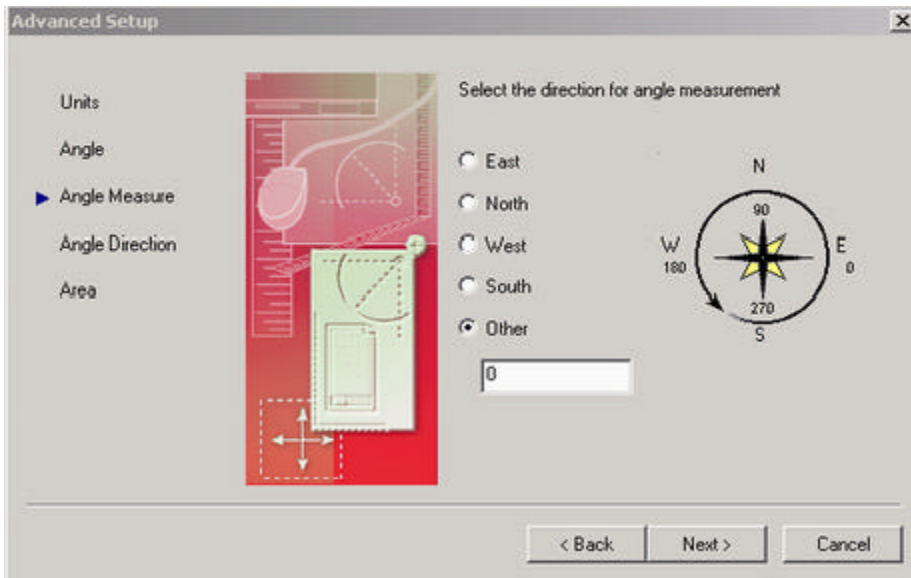 Advanced Setup
Units
Angle
Angle Measure
Angle Direction
Area
Select the direction for angle measurement
East
North
West
South
Other
0
N
90
W
180
E
0
270
S
< Back
Next >
Cancel